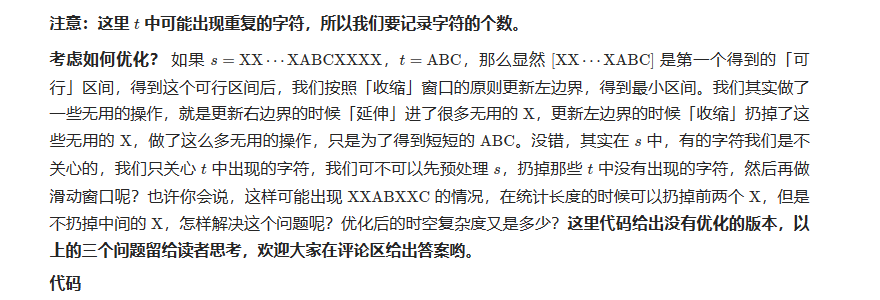 注意：这里 t 中可能出现重复的字符，所以我们要记录字符的个数。
考虑如何优化？ 如果 s = XX⋯XABCXXXX，t = ABC，那么显然 [XX⋯XABC] 是第一个得到的「可
行」区间，得到这个可行区间后，我们按照「收缩」窗口的原则更新左边界，得到最小区间。我们其实做了
一些无用的操作，就是更新右边界的时候「延伸」进了很多无用的 X，更新左边界的时候「收缩」扔掉了这
些无用的 X，做了这么多无用的操作，只是为了得到短短的 ABC。没错，其实在 s 中，有的字符我们是不
关心的，我们只关心 t 中出现的字符，我们可不可以先预处理 s，扔掉那些 t 中没有出现的字符，然后再做
滑动窗口呢？也许你会说，这样可能出现 XXABXXC 的情况，在统计长度的时候可以扔掉前两个 X，但是
不扔掉中间的 X，怎样解决这个问题呢？优化后的时空复杂度又是多少？这里代码给出没有优化的版本，以
上的三个问题留给读者思考，欢迎大家在评论区给出答案哟。
代码